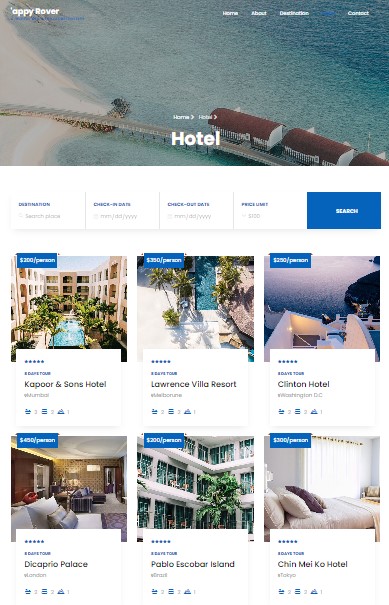 'appy Rover
Home About Destination Contact
Home > Hotel >
Hotel
DESTINATION CHECK-IN DATE CHECK-OUT DATE PRICE LIMIT
Search place mm/dd/yyyy mm/dd/yyyy $100 SEARCH
$300/person $350/person $250/person
8 DAYS TOUR 8 DAYS TOUR 8 DAYS TOUR
Kapoor & Sons Hotel Lawrence Villa Resort Clinton Hotel
Mumbai Melborune Washington D.C
2 3 1 2 3 1 2 3 1
$450/person $200/person $300/person
8 DAYS TOUR 8 DAYS TOUR 8 DAYS TOUR
Dicaprio Palace Pablo Escobar Island Chin Mei Ko Hotel
London Brazil Tokyo
2 3 1 2 3 1 2 3 1